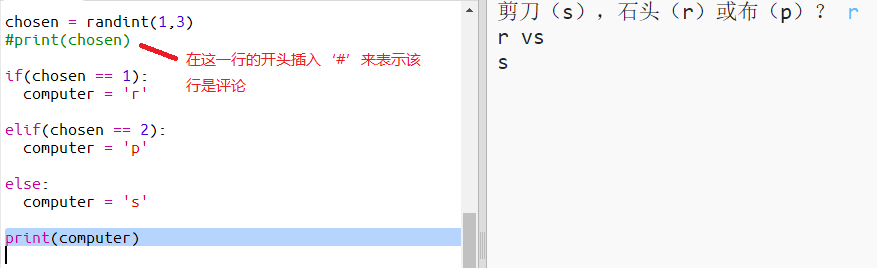 chosen = randint(1,3)
#print(chosen)
在这一行的开头插入‘#’来表示该
行是评论
if(chosen == 1):
  computer = 'r'
elif(chosen == 2):
  computer = 'p'
else:
  computer = 's'
print(computer)
剪刀（s），石头（r）或布（p）？ r
r vs
s